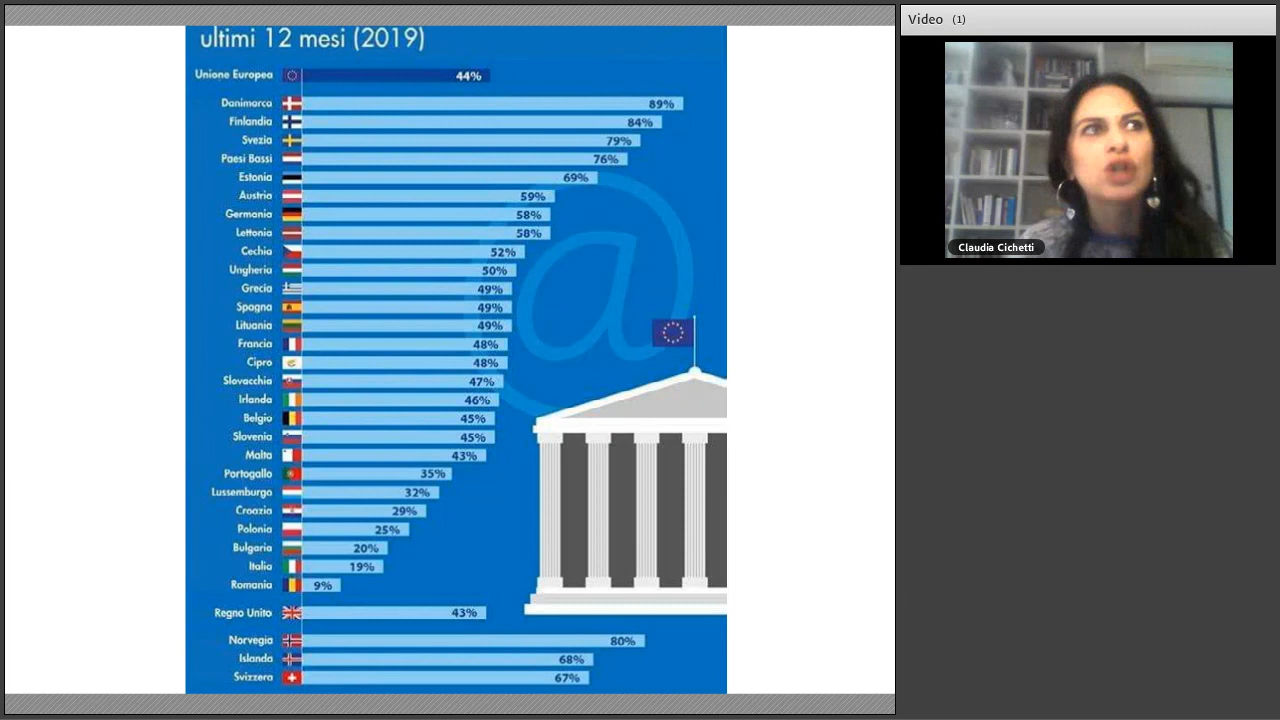 ultimi 12 mesi (2019)
Unione Europea 44%
Danimarca 89%
Finlandia 84%
Svezia 79%
Paesi Bassi 76%
Estonia 69%
Austria 59%
Germania 58%
Lettonia 58%
Cechia 52%
Ungheria 50%
Grecia 49%
Spagna 49%
Lituania 49%
Francia 48%
Cipro 48%
Slovacchia 47%
Irlanda 46%
Belgio 45%
Slovenia 45%
Malta 43%
Portogallo 35%
Lussemburgo 32%
Croazia 29%
Polonia 25%
Bulgaria 20%
Italia 19%
Romania 9%
Regno Unito 43%
Norvegia 80%
Islanda 68%
Svizzera 67%
@
Video (1)
Claudia Cichetti